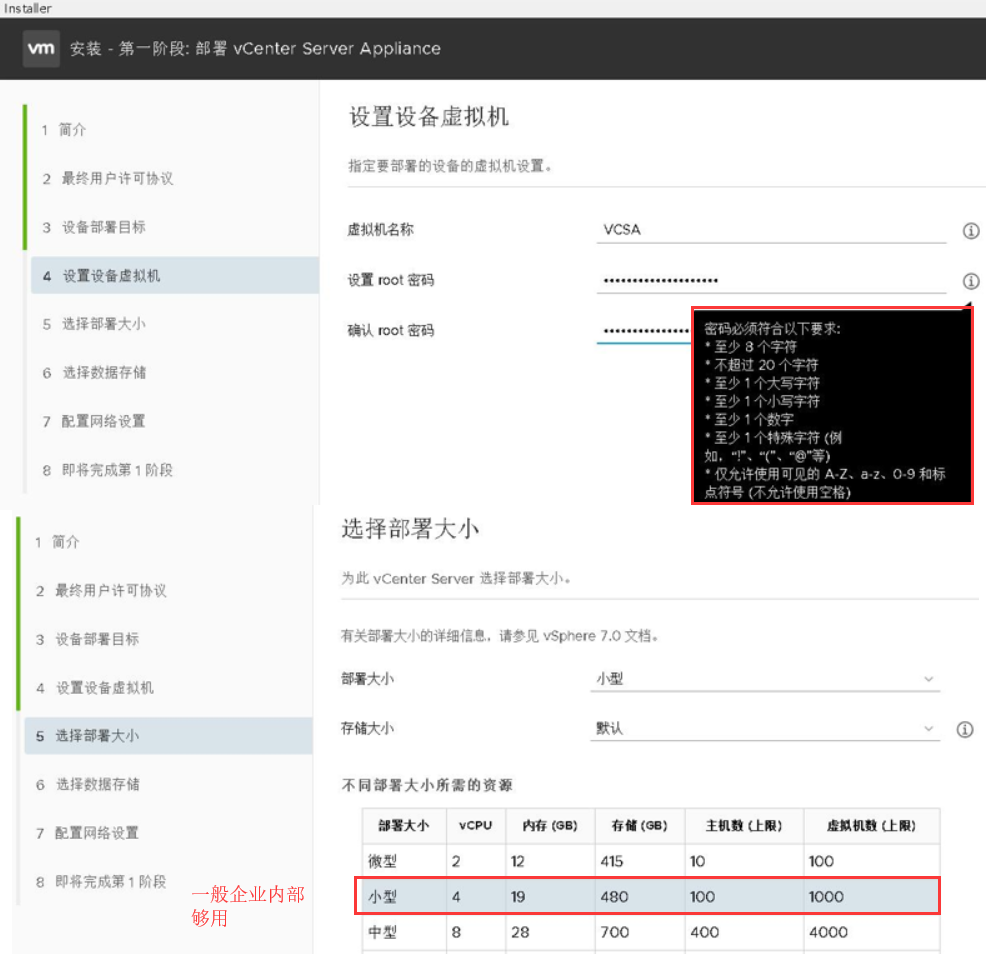 Installer
vm 安装 - 第一阶段: 部署 vCenter Server Appliance
1 简介
2 最终用户许可协议
3 设备部署目标
4 设置设备虚拟机
5 选择部署大小
6 选择数据存储
7 配置网络设置
8 即将完成第 1 阶段
设置设备虚拟机
指定要部署的设备的虚拟机设置。
虚拟机名称 VCSA
设置 root 密码 ••••••••••••••••••••
确认 root 密码 •••••••••••••••
密码必须符合以下要求:
* 至少 8 个字符
* 不超过 20 个字符
* 至少 1 个大写字符
* 至少 1 个小写字符
* 至少 1 个数字
* 至少 1 个特殊字符 (例
如，“!”、“(”、“@”等)
* 仅允许使用可见的 A-Z、a-z、0-9 和标
点符号 (不允许使用空格)
1 简介
2 最终用户许可协议
3 设备部署目标
4 设置设备虚拟机
5 选择部署大小
6 选择数据存储
7 配置网络设置
8 即将完成第 1 阶段
一般企业内部
够用
选择部署大小
为此 vCenter Server 选择部署大小。
有关部署大小的详细信息，请参见 vSphere 7.0 文档。
部署大小 小型
存储大小 默认
不同部署大小所需的资源
部署大小 vCPU 内存 (GB) 存储 (GB) 主机数 (上限) 虚拟机数 (上限)
微型 2 12 415 10 100
小型 4 19 480 100 1000
中型 8 28 700 400 4000